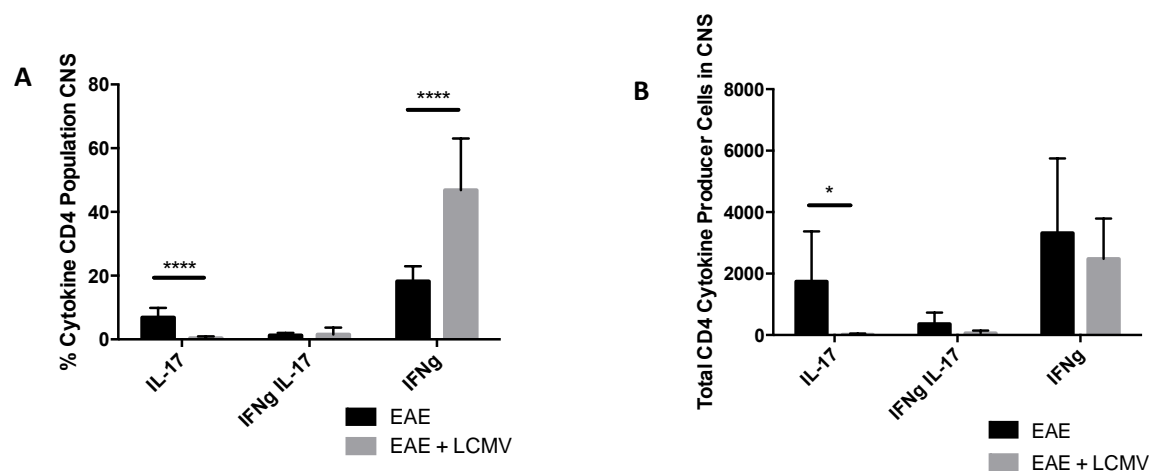 A
% Cytokine CD4 Population CNS
80
60
40
20
0
****
****
IL-17
IFNg IL-17
IFNg
EAE
EAE + LCMV
B
Total CD4 Cytokine Producer Cells in CNS
8000
6000
4000
2000
0
*
IL-17
IFNg IL-17
IFNg
EAE
EAE + LCMV